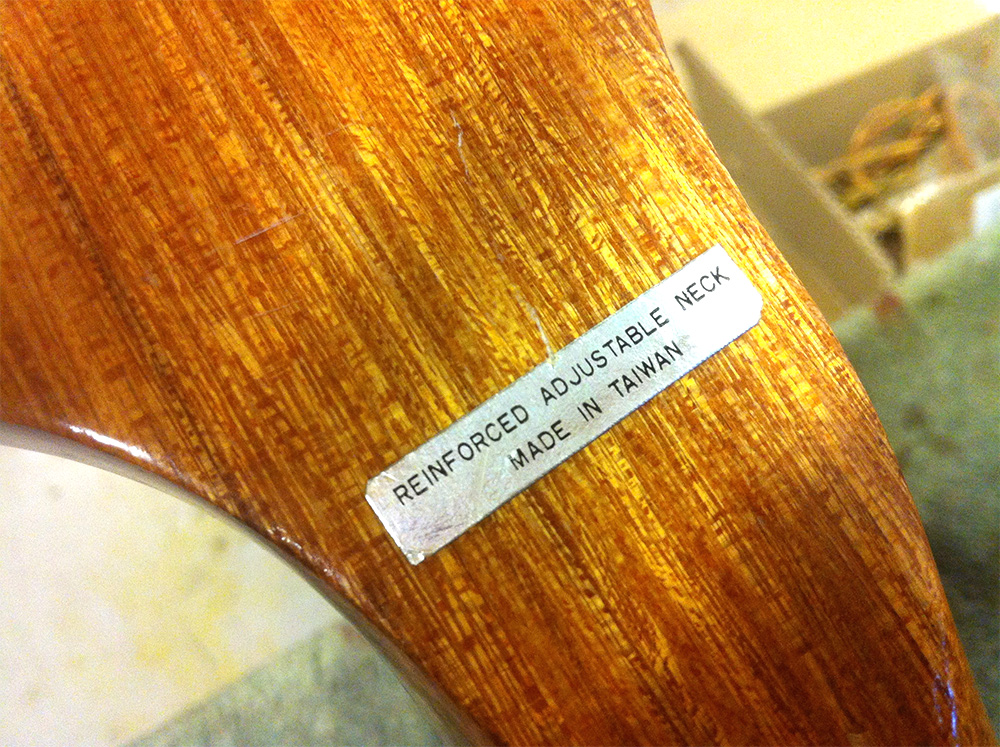 REINFORCED ADJUSTABLE NECK
MADE IN TAIWAN